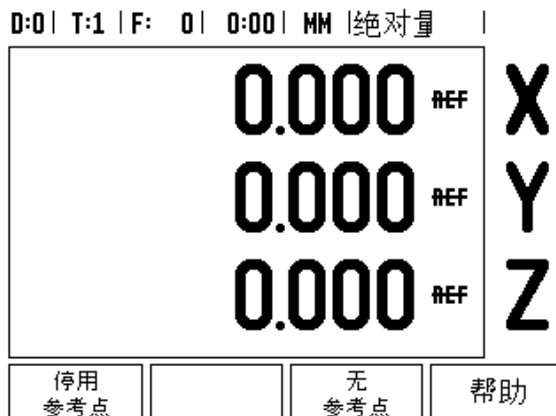 D:0 | T:1 | F: 0 | 0:00 | MM | 绝对量 |
0.000 REF X
0.000 REF Y
0.000 REF Z
停用 无 帮助
参考点 参考点